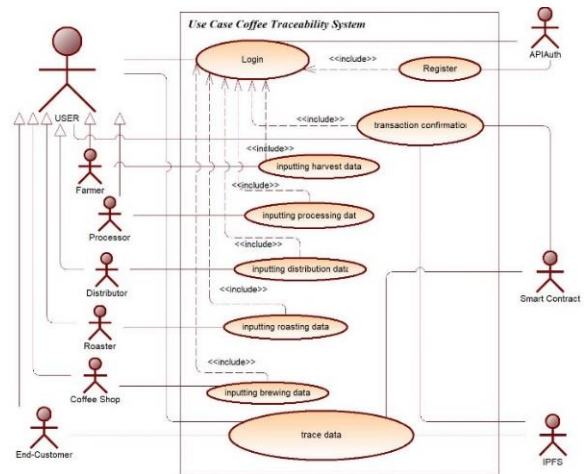 Use Case Coffee Traceability System
Login
<<include>>
Register
APIAuth
USER
<<include>>
transaction confirmation
<<include>>
inputting harvest data
Farmer
<<include>>
inputting processing dat
Processor
<<include>>
inputting distribution data
Distributor
Smart Contract
<<include>>
inputting roasting data
Roaster
<<include>>
inputting brewing data
Coffee Shop
trace data
End-Customer
IPFS